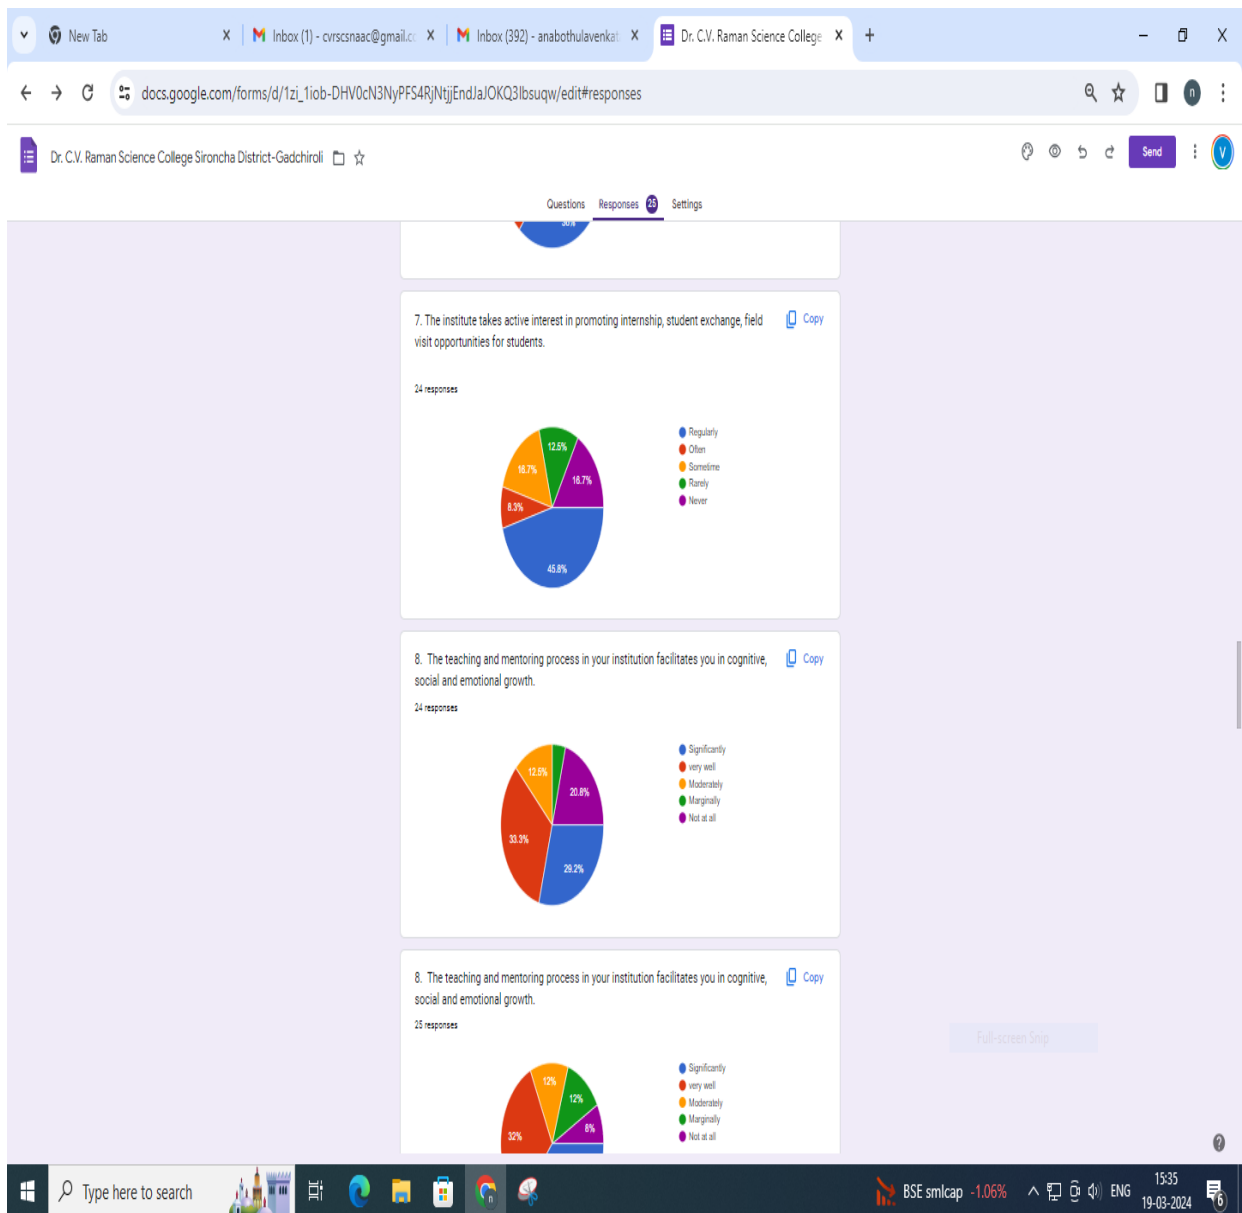 New Tab
Inbox (1) - cvrscsnaac@gmail.cc
Inbox (392) - anabothulavenkat
Dr. C.V. Raman Science College
docs.google.com/forms/d/1zi_1iob-DHV0cN3NyPFS4RjNtjjEndJaJOKQ3lbsuqw/edit#responses
n
Dr. C.V. Raman Science College Sironcha District-Gadchiroli
Send
V
Questions Responses 25 Settings
7. The institute takes active interest in promoting internship, student exchange, field
visit opportunities for students.
Copy
24 responses
12.5%
16.7%
16.7%
8.3%
45.8%
Regularly
Often
Sometime
Rarely
Never
8. The teaching and mentoring process in your institution facilitates you in cognitive,
social and emotional growth.
Copy
24 responses
12.5%
20.8%
33.3%
29.2%
Significantly
very well
Moderately
Marginally
Not at all
8. The teaching and mentoring process in your institution facilitates you in cognitive,
social and emotional growth.
Copy
25 responses
12%
12%
8%
32%
Significantly
very well
Moderately
Marginally
Not at all
Full-screen Snip
Type here to search
BSE smlcap -1.06%
ENG
15:35
19-03-2024
6